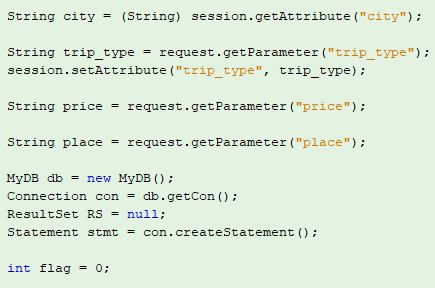 String city = (String) session.getAttribute("city");
String trip_type = request.getParameter("trip_type");
session.setAttribute("trip_type", trip_type);
String price = request.getParameter("price");
String place = request.getParameter("place");
MyDB db = new MyDB();
Connection con = db.getCon();
ResultSet RS = null;
Statement stmt = con.createStatement();
int flag = 0;